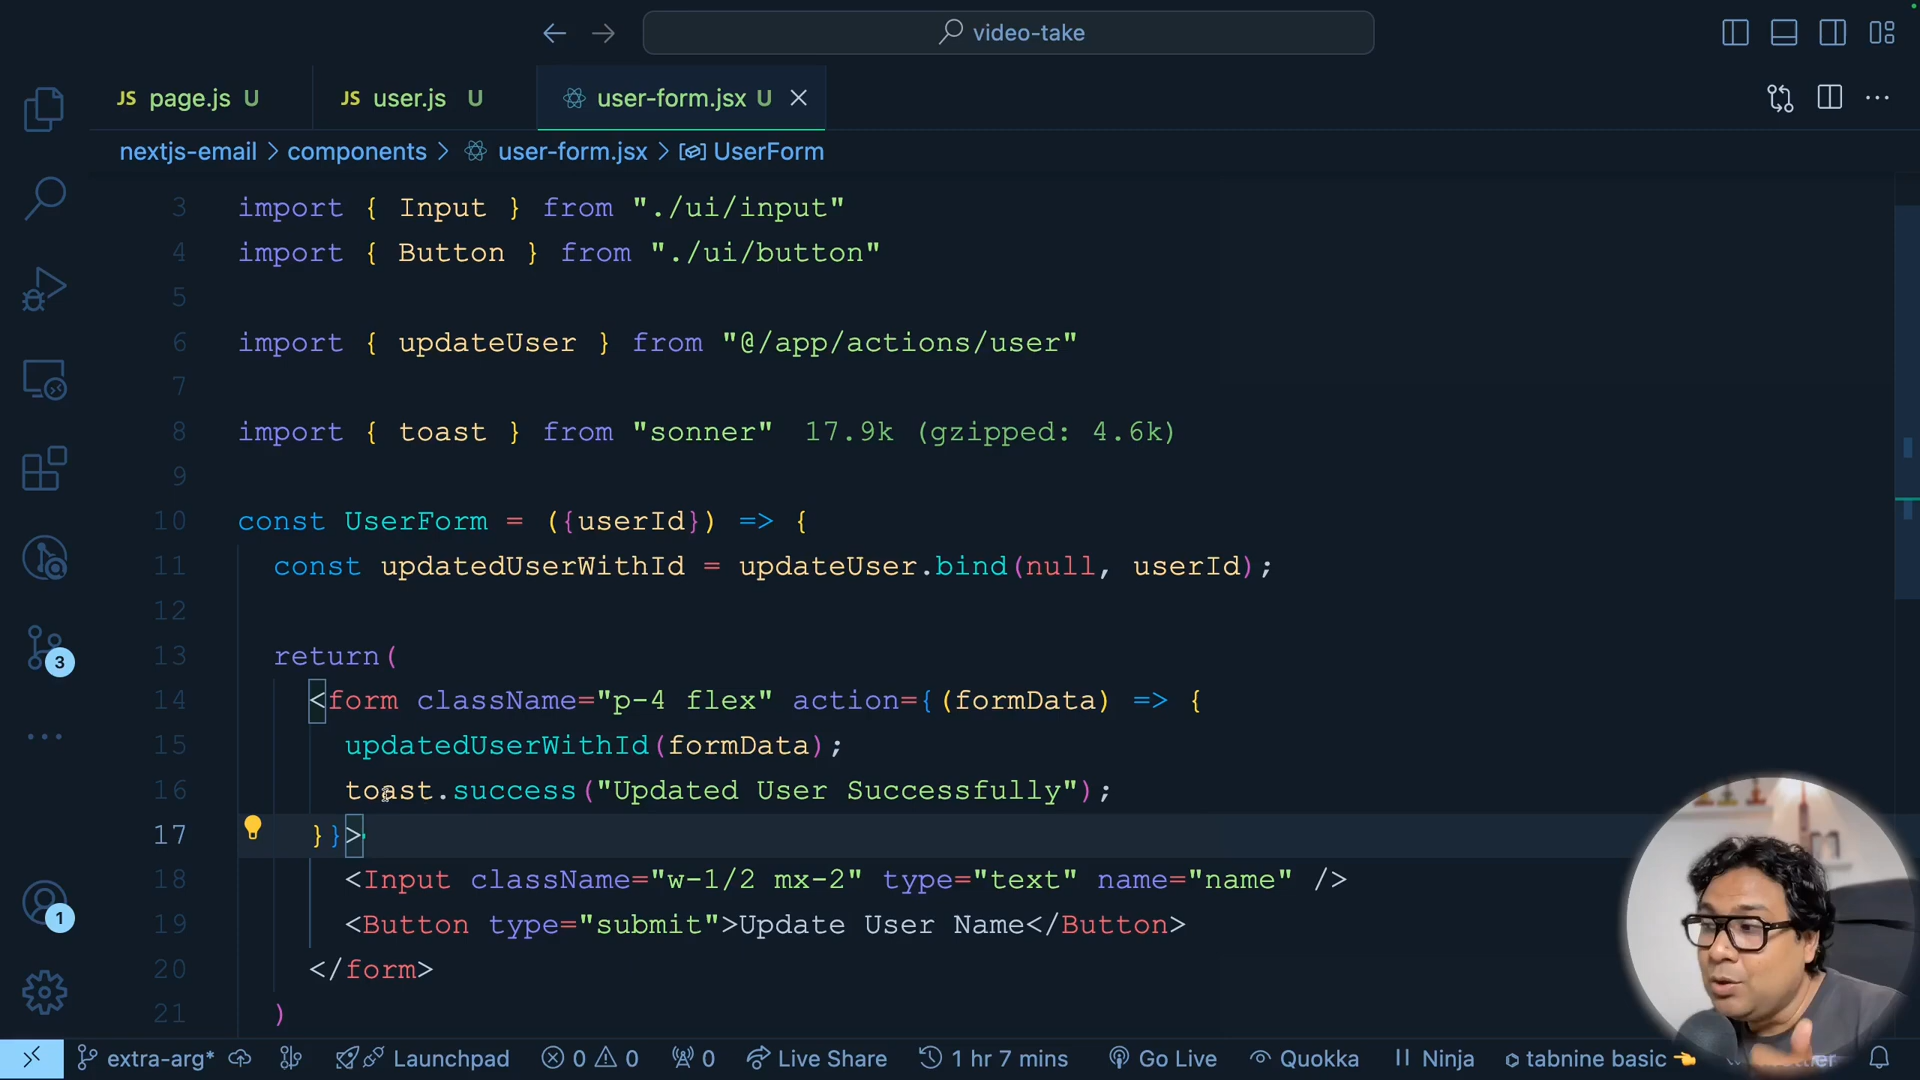 video-take
JS page.js U
JS user.js U
user-form.jsx U
nextjs-email > components > user-form.jsx > UserForm
3 import { Input } from "./ui/input"
4 import { Button } from "./ui/button"
5
6 import { updateUser } from "@/app/actions/user"
7
8 import { toast } from "sonner" 17.9k (gzipped: 4.6k)
9
10 const UserForm = ({userId}) => {
11 const updatedUserWithId = updateUser.bind(null, userId);
12
13 return(
14 <form className="p-4 flex" action={(formData) => {
15 updatedUserWithId(formData);
16 toast.success("Updated User Successfully");
17 }}>
18 <Input className="w-1/2 mx-2" type="text" name="name" />
19 <Button type="submit">Update User Name</Button>
20 </form>
21 )
3
1
extra-arg* Launchpad 0 0 0 Live Share 1 hr 7 mins Go Live Quokka Ninja tabnine basic